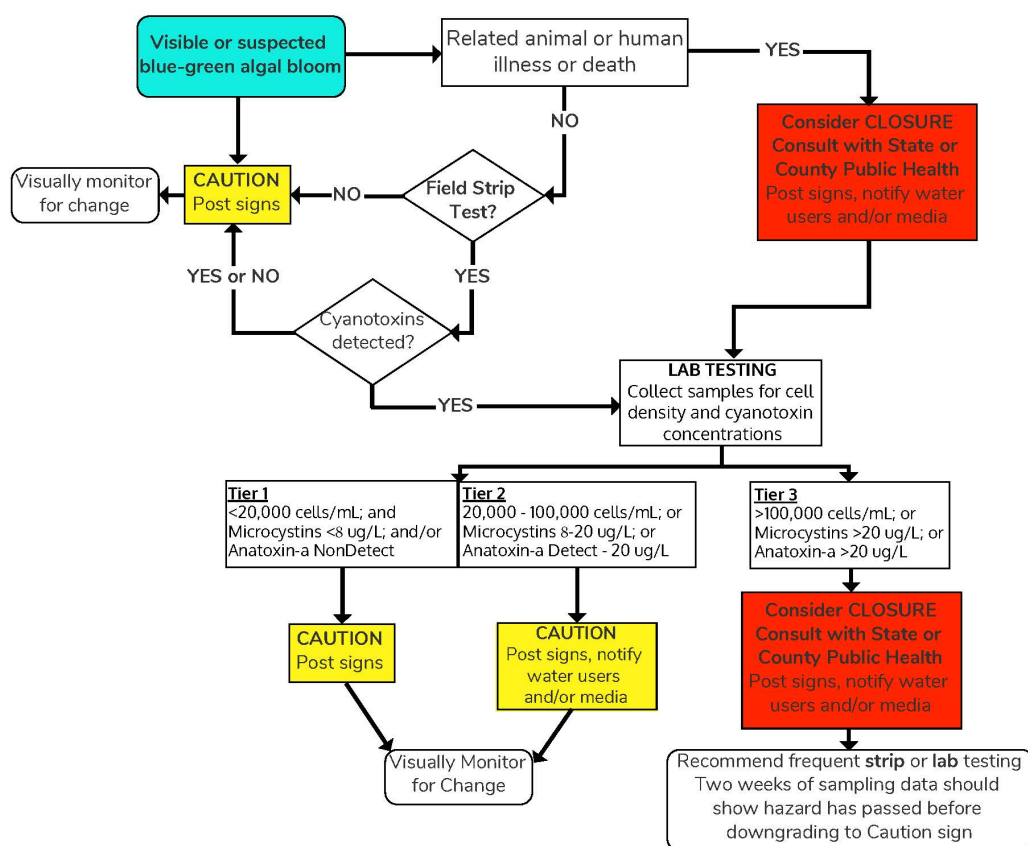 Visible or suspected
blue-green algal bloom
Related animal or human
illness or death
YES
NO
Consider CLOSURE
Consult with State or
County Public Health
Post signs, notify water
users and/or media
Visually monitor
for change
CAUTION
Post signs
NO
Field Strip
Test?
YES or NO
YES
Cyanotoxins
detected?
YES
LAB TESTING
Collect samples for cell
density and cyanotoxin
concentrations
Tier 1
<20,000 cells/mL; and
Microcystins <8 ug/L; and/or
Anatoxin-a NonDetect
Tier 2
20,000 - 100,000 cells/mL; or
Microcystins 8-20 ug/L; or
Anatoxin-a Detect - 20 ug/L
Tier 3
>100,000 cells/mL; or
Microcystins >20 ug/L; or
Anatoxin-a >20 ug/L
CAUTION
Post signs
CAUTION
Post signs, notify
water users
and/or media
Consider CLOSURE
Consult with State or
County Public Health
Post signs, notify water
users and/or media
Visually Monitor
for Change
Recommend frequent strip or lab testing
Two weeks of sampling data should
show hazard has passed before
downgrading to Caution sign